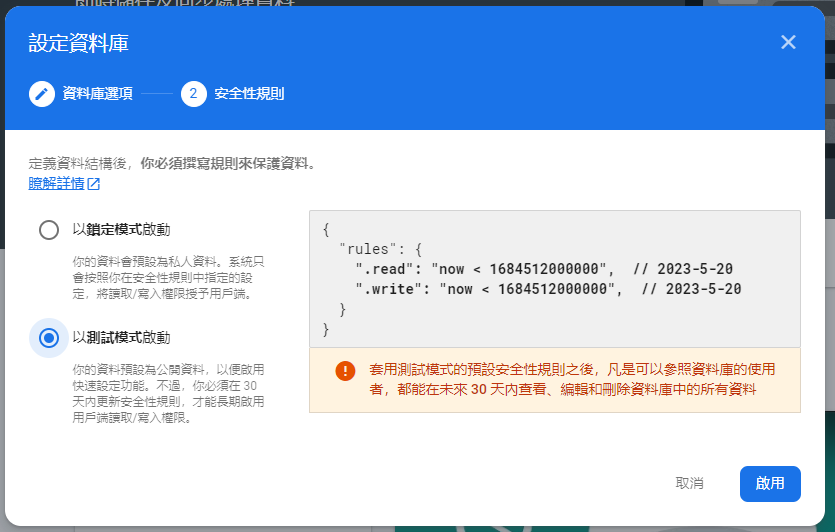 即時儲存及同步處理資料
設定資料庫
資料庫選項
2 安全性規則
定義資料結構後，你必須撰寫規則來保護資料。
瞭解詳情
以鎖定模式啟動
你的資料會預設為私人資料。系統只
會按照你在安全性規則中指定的設
定，將讀取/寫入權限授予用戶端。
以測試模式啟動
你的資料預設為公開資料，以便啟用
快速設定功能。不過，你必須在 30
天內更新安全性規則，才能長期啟用
用戶端讀取/寫入權限。
{
"rules": {
".read": "now < 1684512000000",  // 2023-5-20
".write": "now < 1684512000000",  // 2023-5-20
}
}
套用測試模式的預設安全性規則之後，凡是可以參照資料庫的使用
者，都能在未來 30 天內查看、編輯和刪除資料庫中的所有資料
取消
啟用